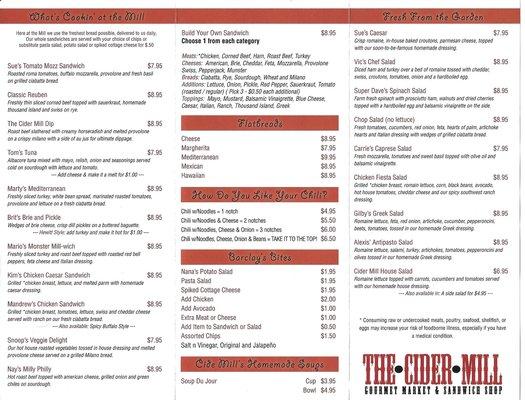 What's Cookin' at the Mill
Here at the Mill we use the freshest bread possible, delivered to us daily.
Our whole sandwiches are served with your choice of chips or
substitute pasta salad, potato salad or spiked cottage cheese for $.50
Sue's Tomato Mozz Sandwich $7.95
Roasted roma tomatoes, buffalo mozzarella, provolone and fresh basil
on grilled ciabatta bread.
Classic Reuben $8.95
Freshly thin sliced corned beef topped with sauerkraut, homemade
thousand island and swiss on rye.
The Cider Mill Dip $8.95
Roast beef slathered with creamy horseradish and melted provolone
on a crispy milano with a side of au jus for ultimate dippage.
Tom's Tuna $7.95
Albacore tuna mixed with mayo, relish, onion and seasonings served
cold on sourdough with lettuce and tomato.
— Add cheese & make it a melt for $1.00 —
Marty's Mediterranean $8.95
Freshly sliced turkey, white bean spread, marinated roasted tomatoes,
provolone and lettuce on a fresh ciabatta bread.
Brit's Brie and Pickle $8.95
Wedges of brie cheese, crisp dill pickles on a buttered baguette.
— Hewitt Style: add turkey and make it hot for $1.00 —
Mario's Monster Mill-wich $8.95
Freshly sliced turkey and roast beef topped with roasted red bell
peppers, feta cheese and Italian dressing.
Kim's Chicken Caesar Sandwich $8.95
Grilled *chicken breast, lettuce, and melted parm with homemade
caesar dressing.
Mandrew's Chicken Sandwich $8.95
Grilled *chicken breast, tomatoes, lettuce, swiss and cheddar cheese
served with ranch on our fresh ciabatta bread.
— Also available: Spicy Buffalo Style —
Snoop's Veggie Delight $7.95
Our hot house roasted vegetables tossed in house dressing and melted
provolone cheese served on a grilled Milano bread.
Nay's Milly Philly $8.95
Hot roast beef topped with american cheese, grilled onion and green
chiles on sourdough.
Build Your Own Sandwich $8.95
Choose 1 from each category
Meats:*Chicken, Corned Beef, Ham, Roast Beef, Turkey
Cheeses: American, Brie, Cheddar, Feta, Mozzarella, Provolone
Swiss, Pepperjack, Munster
Breads: Ciabatta, Rye, Sourdough, Wheat and Milano
Additions: Lettuce, Onion, Pickle, Red Pepper, Sauerkraut, Tomato
(roasted / regular) ( Pick 3 - $0.50 each additional)
Toppings: Mayo, Mustard, Balsamic Vinaigrette, Blue Cheese,
Caesar, Italian, Ranch, Thousand Island, Greek
Flatbreads
Cheese $8.95
Margherita $7.95
Mediterranean $9.95
Mexican $8.95
Hawaiian $8.95
How Do You Like Your Chili?
Chili w/Noodles = 1 notch $4.95
Chili w/Noodles & Cheese = 2 notches $5.50
Chili w/Noodles, Cheese & Onion = 3 notches $6.00
Chili w/Noodles, Cheese, Onion & Beans = TAKE IT TO THE TOP! $6.50
Barclay's Bites
Nana's Potato Salad $1.95
Pasta Salad $1.95
Spiked Cottage Cheese $1.95
Add Chicken $2.00
Add Avocado $1.00
Extra Meat or Cheese $1.00
Add Item to Sandwich or Salad $0.50
Assorted Chips $1.50
Salt n Vinegar, Original and Jalapeño
Cide Mill's Homemade Soups
Soup Du Jour Cup $3.95
Bowl $4.95
Fresh From the Garden
Sue's Caesar $7.95
Crisp romaine, in-house baked croutons, parmesan cheese, topped
with our soon-to-be-famous homemade dressing.
Vic's Chef Salad $8.95
Diced ham and turkey over a bed of romaine tossed with cheddar,
swiss, croutons, tomatoes, onion and a hardboiled egg.
Super Dave's Spinach Salad $8.95
Farm fresh spinach with prosciutto ham, walnuts and dried cherries
topped with a hardboiled egg and balsamic vinaigrette on the side.
Chop Salad (no lettuce) $8.95
Fresh tomatoes, cucumbers, red onion, feta, hearts of palm, artichoke
hearts and italian dressing with wedges of grilled ciabatta bread.
Carrie's Caprese Salad $7.95
Fresh mozzarella, tomatoes and sweet basil topped with olive oil and
balsamic vinaigrette.
Chicken Fiesta Salad $8.95
Grilled *chicken breast, romaine lettuce, corn, black beans, avocado,
hot house tomatoes, cheddar cheese and our spicy southwest ranch
dressing.
Gilby's Greek Salad $8.95
Romaine lettuce, feta, red onion, artichoke, cucumber, pepperoncini,
beets, tomatoes, tossed in our homemade Greek dressing.
Alexis' Antipasto Salad $8.95
Romaine lettuce, salami, turkey, artichokes, tomatoes, pepperoncini and
olives tossed in our homemade Italian dressing.
Cider Mill House Salad $6.95
Romaine lettuce topped with carrots, cucumbers and tomatoes served
with our homemade house dressing.
— Also available in: A side salad for $4.95 —
* Consuming raw or undercooked meats, poultry, seafood, shellfish, or
eggs may increase your risk of foodborne illness, especially if you have
a medical condition.
THE•CIDER•MILL
GOURMET MARKET & SANDWICH SHOP